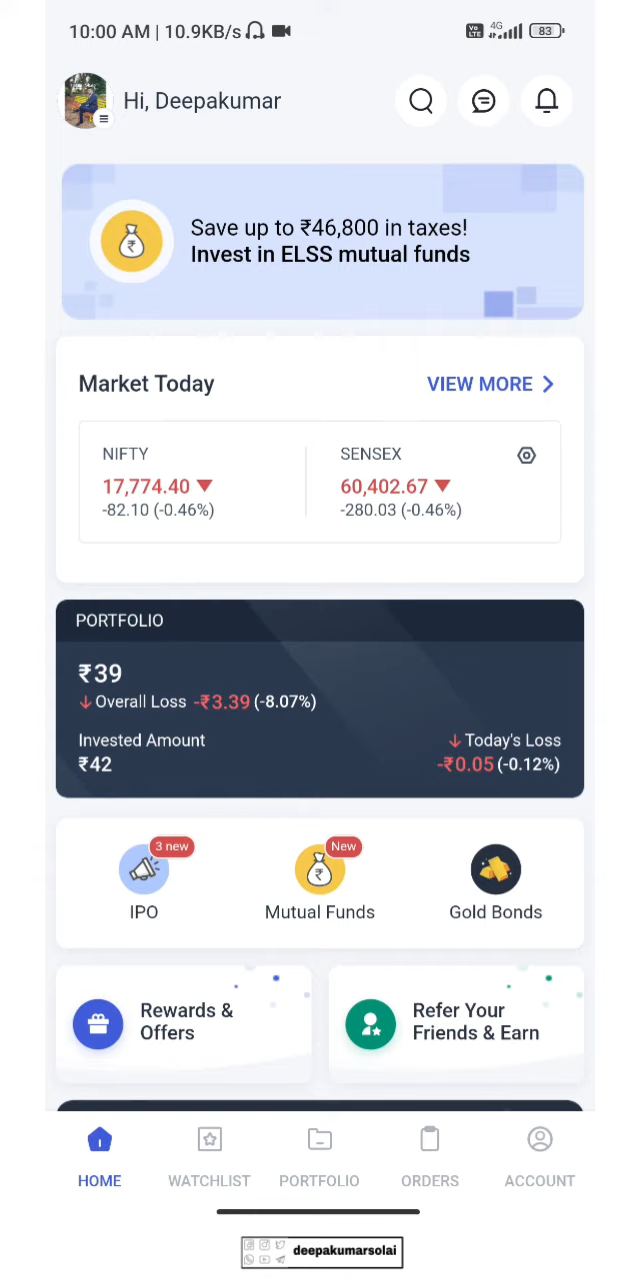 10:00 AM | 10.9KB/s
Vo LTE 4G 83
Hi, Deepakumar
Save up to ₹46,800 in taxes!
Invest in ELSS mutual funds
Market Today
VIEW MORE
NIFTY
17,774.40
-82.10 (-0.46%)
SENSEX
60,402.67
-280.03 (-0.46%)
PORTFOLIO
₹39
Overall Loss -₹3.39 (-8.07%)
Invested Amount
₹42
Today's Loss
-₹0.05 (-0.12%)
3 new
IPO
New
Mutual Funds
Gold Bonds
Rewards &
Offers
Refer Your
Friends & Earn
HOME
WATCHLIST
PORTFOLIO
ORDERS
ACCOUNT
deepakumarsolai